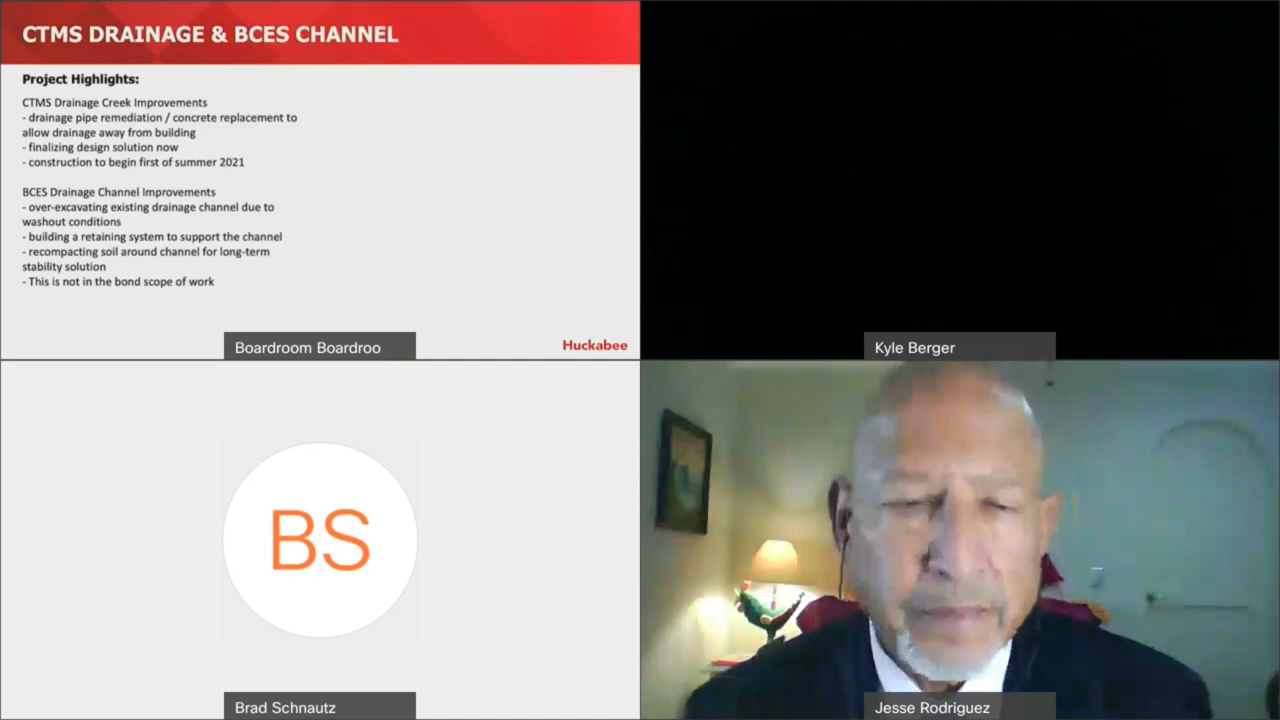 CTMS DRAINAGE & BCES CHANNEL
Project Highlights:
CTMS Drainage Creek Improvements
- drainage pipe remediation / concrete replacement to
allow drainage away from building
- finalizing design solution now
- construction to begin first of summer 2021
BCES Drainage Channel Improvements
- over-excavating existing drainage channel due to
washout conditions
- building a retaining system to support the channel
- recompacting soil around channel for long-term
stability solution
- This is not in the bond scope of work
Boardroom Boardroo
Huckabee
Kyle Berger
BS
Brad Schnautz
Jesse Rodriguez